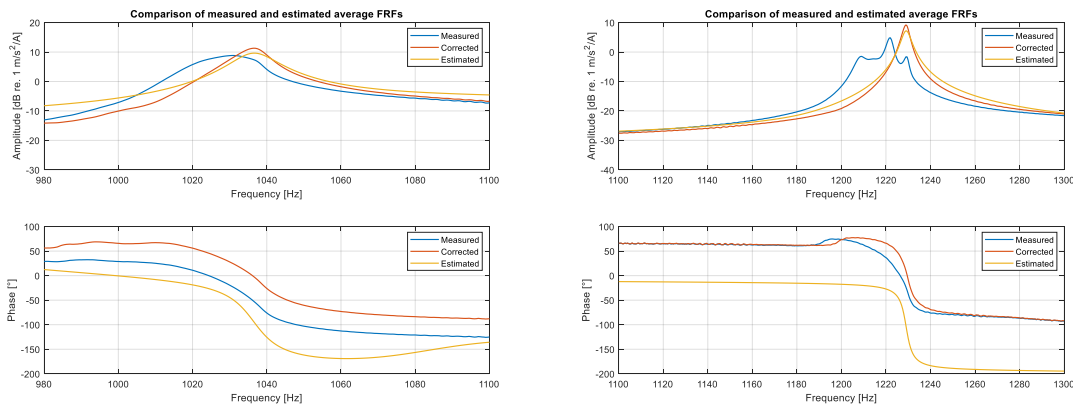 Comparison of measured and estimated average FRFs
Amplitude [dB re. 1 m/s²/A]
20
10
0
-10
-20
-30
980 1000 1020 1040 1060 1080 1100
Frequency [Hz]
Measured
Corrected
Estimated
Comparison of measured and estimated average FRFs
Amplitude [dB re. 1 m/s²/A]
10
0
-10
-20
-30
-40
1100 1120 1140 1160 1180 1200 1220 1240 1260 1280 1300
Frequency [Hz]
Measured
Corrected
Estimated
Phase [°]
100
50
0
-50
-100
-150
-200
980 1000 1020 1040 1060 1080 1100
Frequency [Hz]
Measured
Corrected
Estimated
Phase [°]
100
50
0
-50
-100
-150
-200
1100 1120 1140 1160 1180 1200 1220 1240 1260 1280 1300
Frequency [Hz]
Measured
Corrected
Estimated